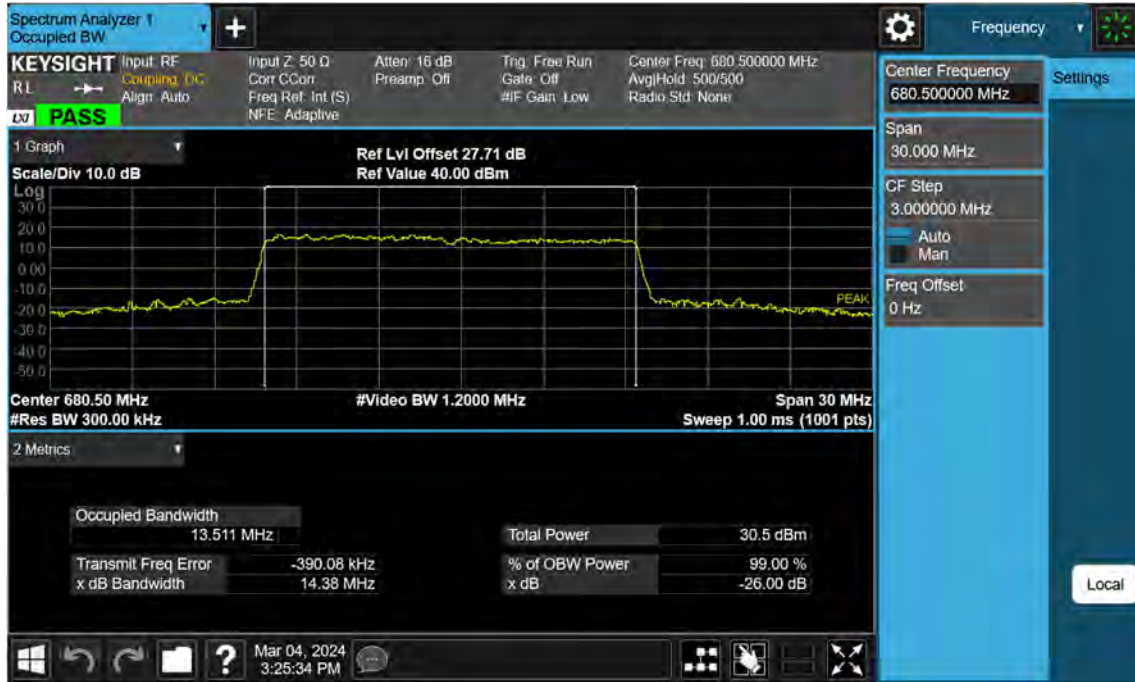 Spectrum Analyzer 1
Occupied BW
+
Frequency
KEYSIGHT Input: RF Input Z: 50 Ω Atten: 16 dB Trig: Free Run Center Freq: 680.500000 MHz
RL Coupling: DC Corr CCorr Preamp: Off Gate: Off Avg|Hold: 500/500
Align: Auto Freq Ref: Int (S) #IF Gain: Low Radio Std: None
LXI PASS NFE: Adaptive
Center Frequency
680.500000 MHz
Settings
Span
30.000 MHz
CF Step
3.000000 MHz
Auto
Man
Freq Offset
0 Hz
1 Graph
Ref Lvl Offset 27.71 dB
Scale/Div 10.0 dB Ref Value 40.00 dBm
Log
30.0
20.0
10.0
0.00
-10.0
-20.0
-30.0
-40.0
-50.0
PEAK
Center 680.50 MHz #Video BW 1.2000 MHz Span 30 MHz
#Res BW 300.00 kHz Sweep 1.00 ms (1001 pts)
2 Metrics
Occupied Bandwidth
13.511 MHz Total Power 30.5 dBm
Transmit Freq Error -390.08 kHz % of OBW Power 99.00 %
x dB Bandwidth 14.38 MHz x dB -26.00 dB
Local
? Mar 04, 2024
3:25:34 PM